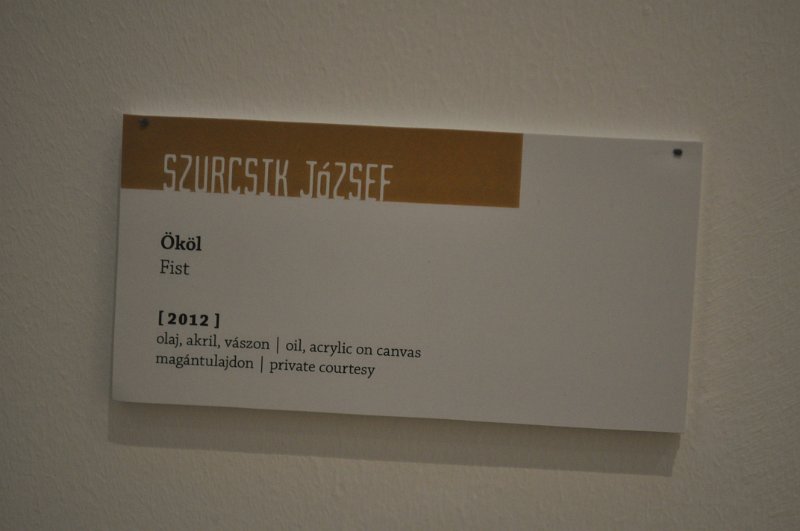 SZURCSIK JÓZSEF
Ököl
Fist
[ 2012 ]
olaj, akril, vászon | oil, acrylic on canvas
magántulajdon | private courtesy